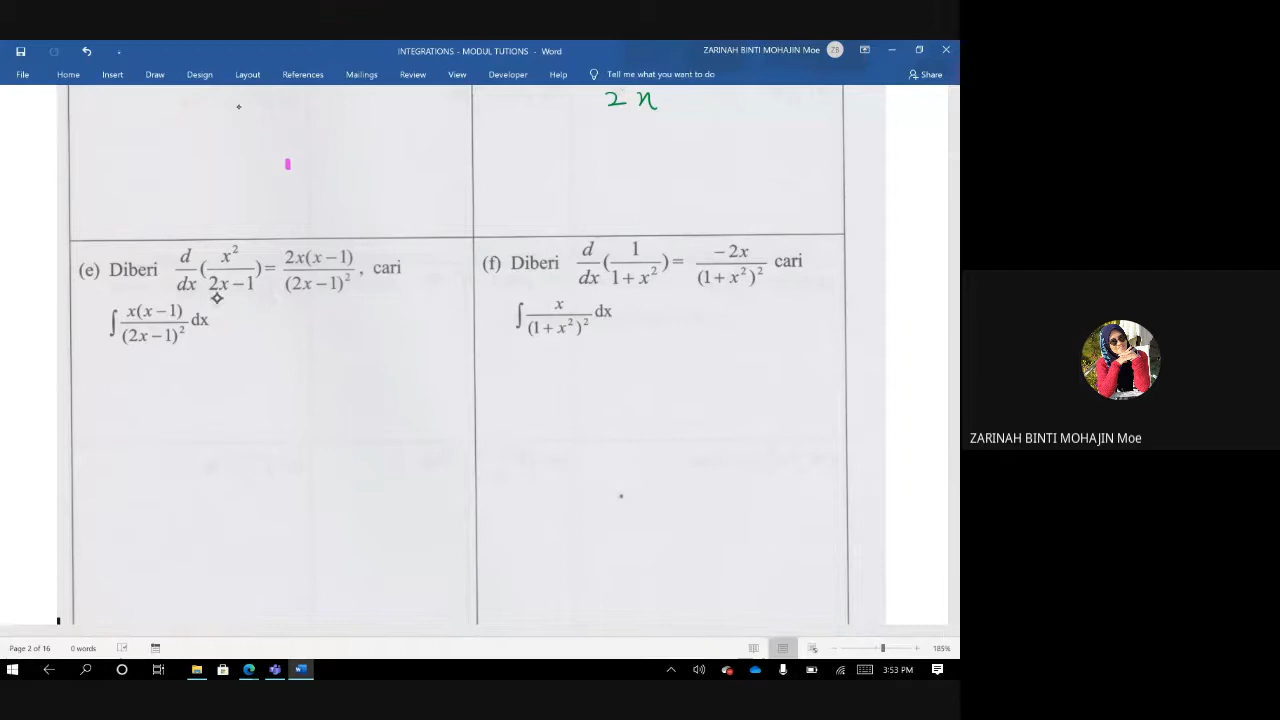 INTEGRATIONS - MODUL TUTIONS - Word
ZARINAH BINTI MOHAJIN Moe
ZB
File Home Insert Draw Design Layout References Mailings Review View Developer Help Tell me what you want to do Share
2 x
(e) Diberi d/dx(x²/2x−1) = 2x(x−1)/(2x−1)², cari
∫ x(x−1)/(2x−1)² dx
(f) Diberi d/dx(1/1+x²) = −2x/(1+x²)² cari
∫ x/(1+x²)² dx
ZARINAH BINTI MOHAJIN Moe
Page 2 of 16 0 words 185%
3:53 PM